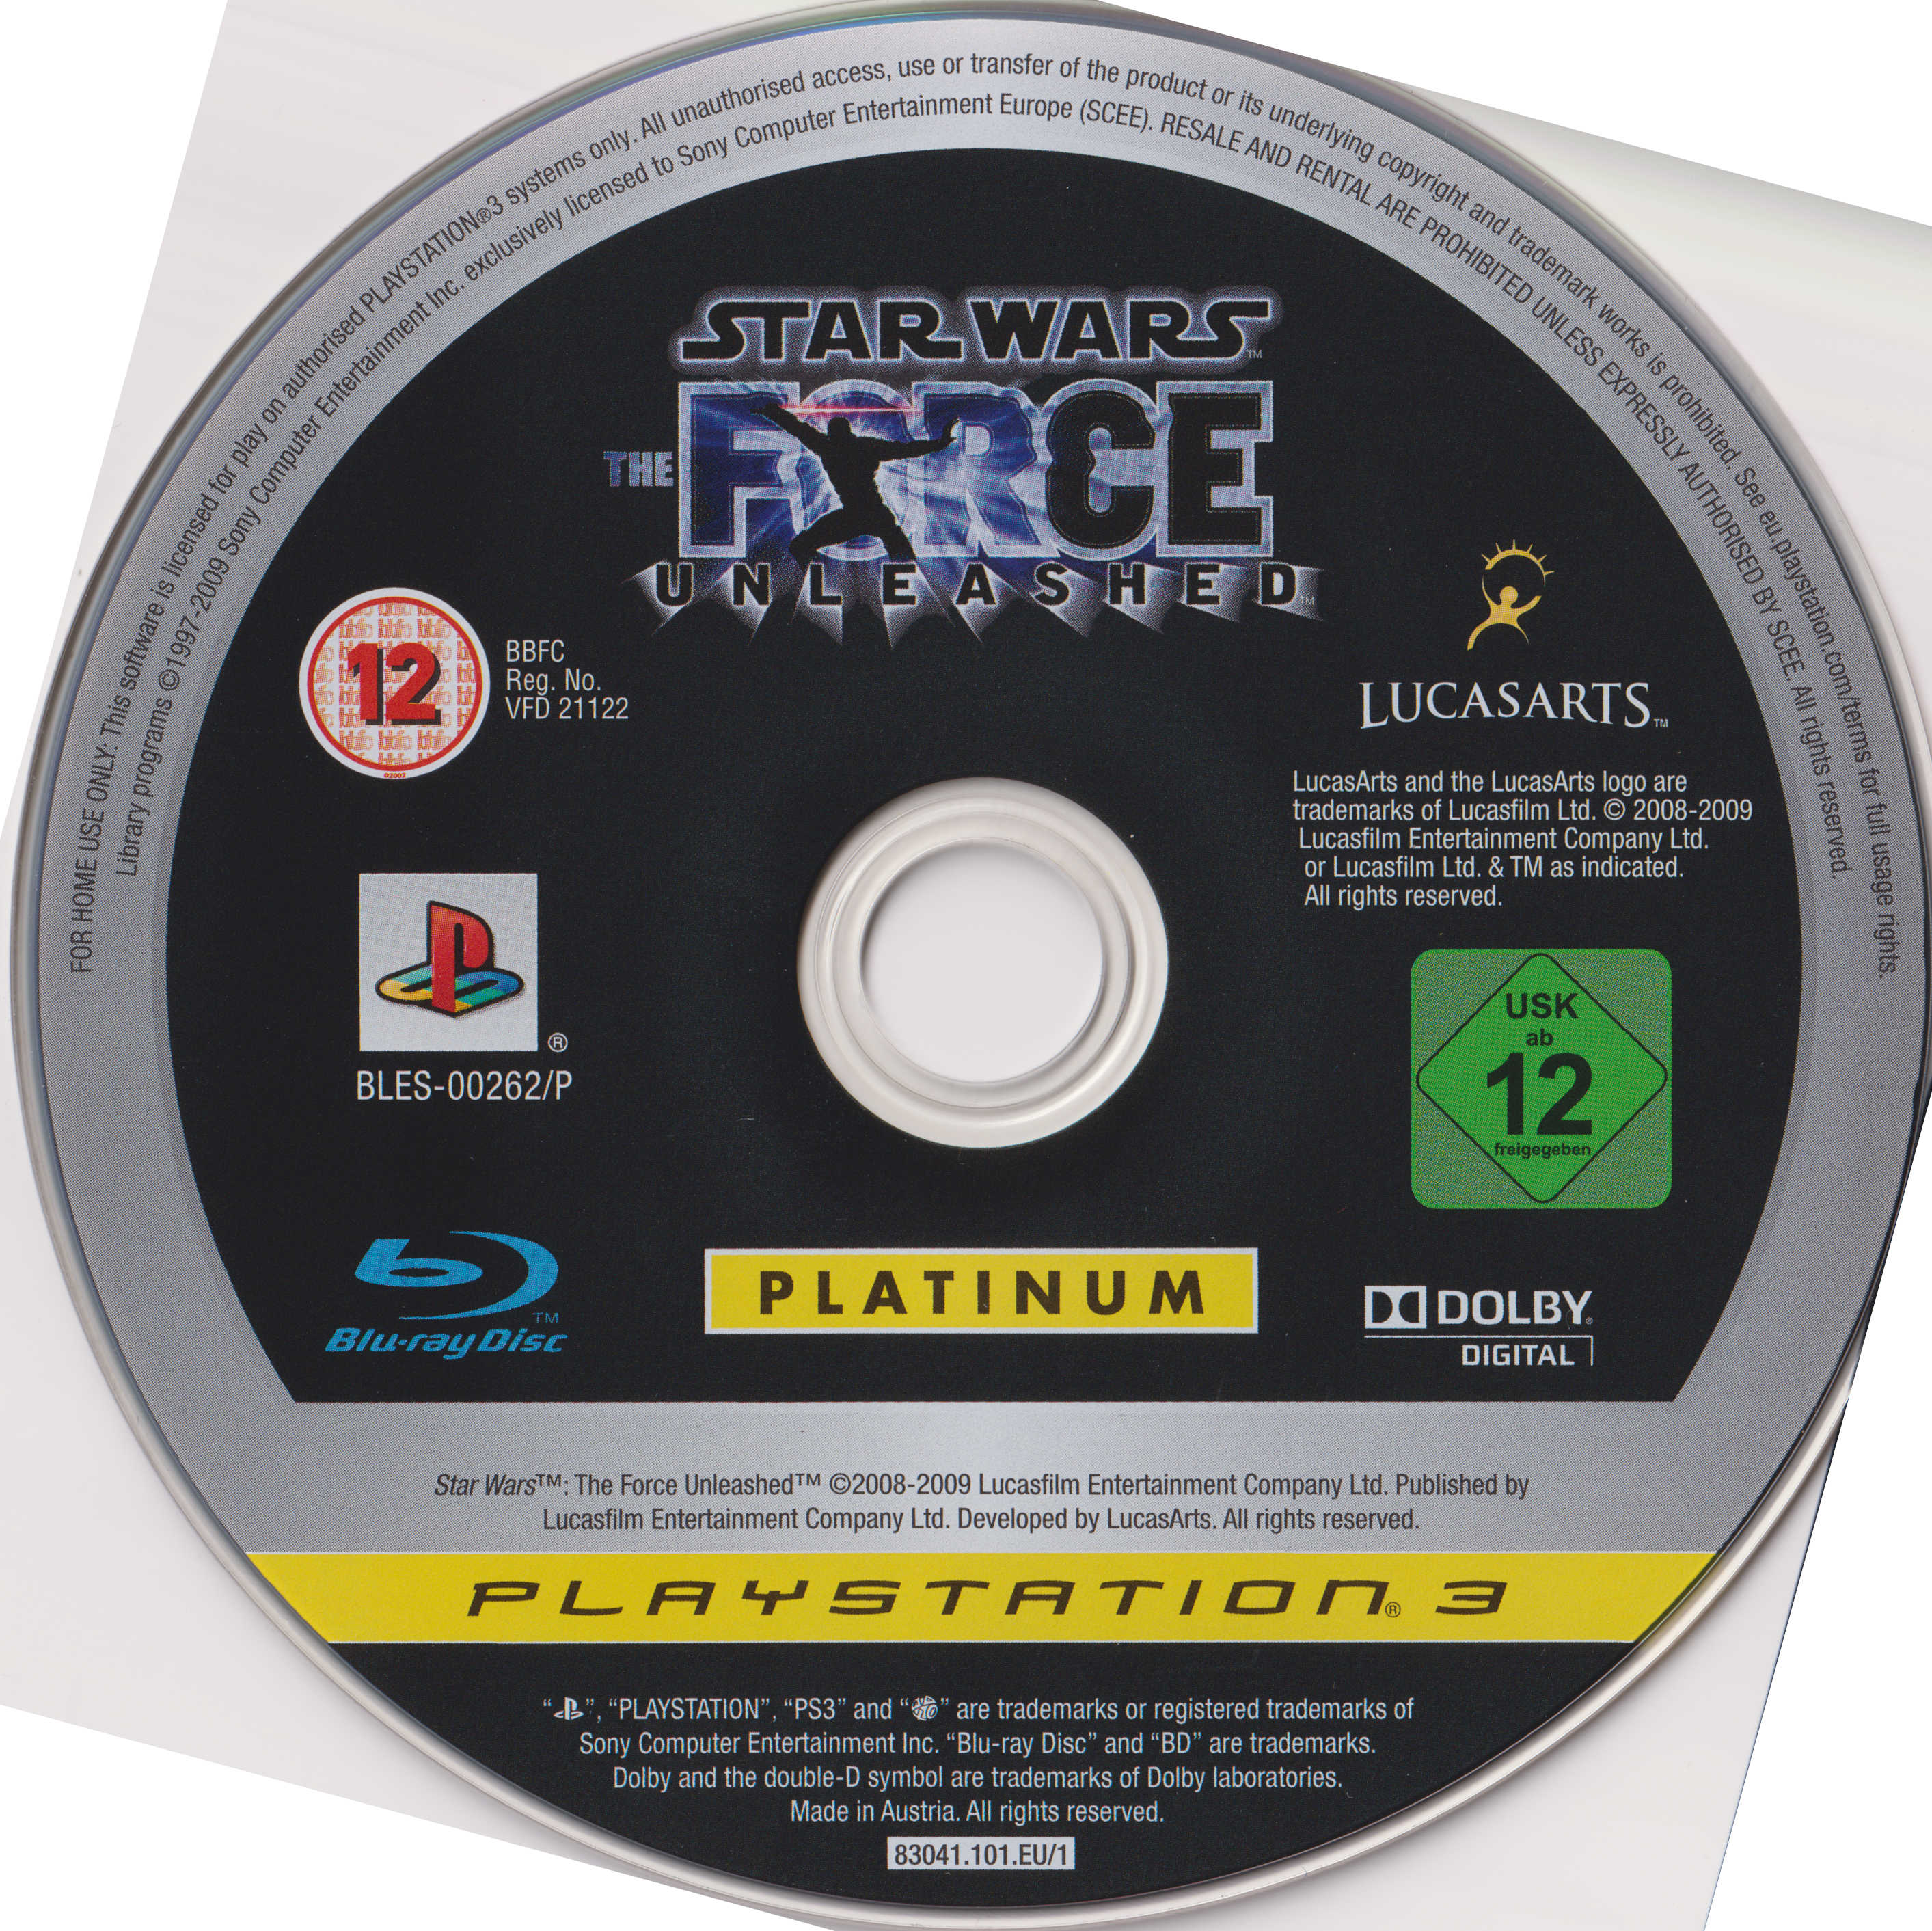 FOR HOME USE ONLY: This software is licensed for play on authorised PLAYSTATION®3 systems only. All unauthorised access, use or transfer of the product or its underlying copyright and trademark works is prohibited. See eu.playstation.com/terms for full usage rights.
Library programs ©1997-2009 Sony Computer Entertainment Inc. exclusively licensed to Sony Computer Entertainment Europe (SCEE). RESALE AND RENTAL ARE PROHIBITED UNLESS EXPRESSLY AUTHORISED BY SCEE. All rights reserved.
STAR WARS™
THE FORCE
UNLEASHED™
12
©2002
BBFC
Reg. No.
VFD 21122
LUCASARTS™
LucasArts and the LucasArts logo are
trademarks of Lucasfilm Ltd. © 2008-2009
Lucasfilm Entertainment Company Ltd.
or Lucasfilm Ltd. & TM as indicated.
All rights reserved.
®
BLES-00262/P
USK
ab
12
freigegeben
™
Blu-ray Disc
PLATINUM
DOLBY®
DIGITAL
Star Wars™: The Force Unleashed™ ©2008-2009 Lucasfilm Entertainment Company Ltd. Published by
Lucasfilm Entertainment Company Ltd. Developed by LucasArts. All rights reserved.
PLAYSTATION®3
“ ”, “PLAYSTATION”, “PS3” and “ ” are trademarks or registered trademarks of
Sony Computer Entertainment Inc. “Blu-ray Disc” and “BD” are trademarks.
Dolby and the double-D symbol are trademarks of Dolby laboratories.
Made in Austria. All rights reserved.
83041.101.EU/1